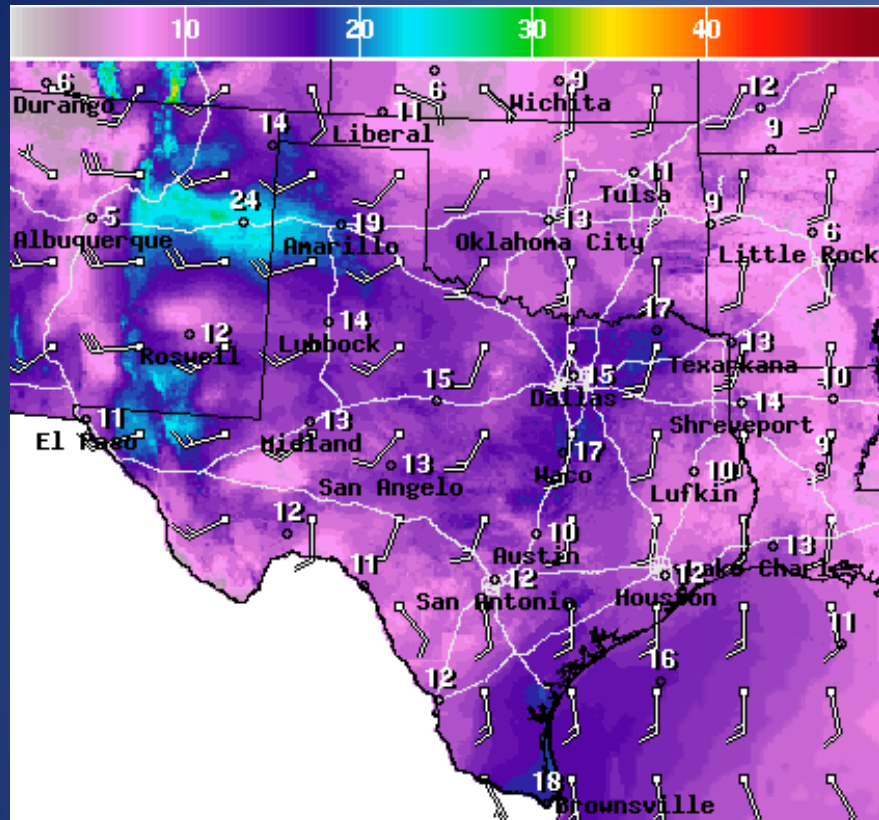 10 20 30 40
6 6 9 12
Durango Wichita
11
Liberal
14 9
11
Tulsa
24
5 19 13 9 6
Albuquerque Amarillo Oklahoma City Little Rock
12 14 17 13
Roswell Lubbock Texarkana
15 15 14 10
Dallas
11 13 Shreveport
El Paso Midland
13 17 10 9
San Angelo Waco Lufkin
12 10 13
Austin Lake Charles
11 12 12
San Antonio Houston
11
16
12
18
Brownsville